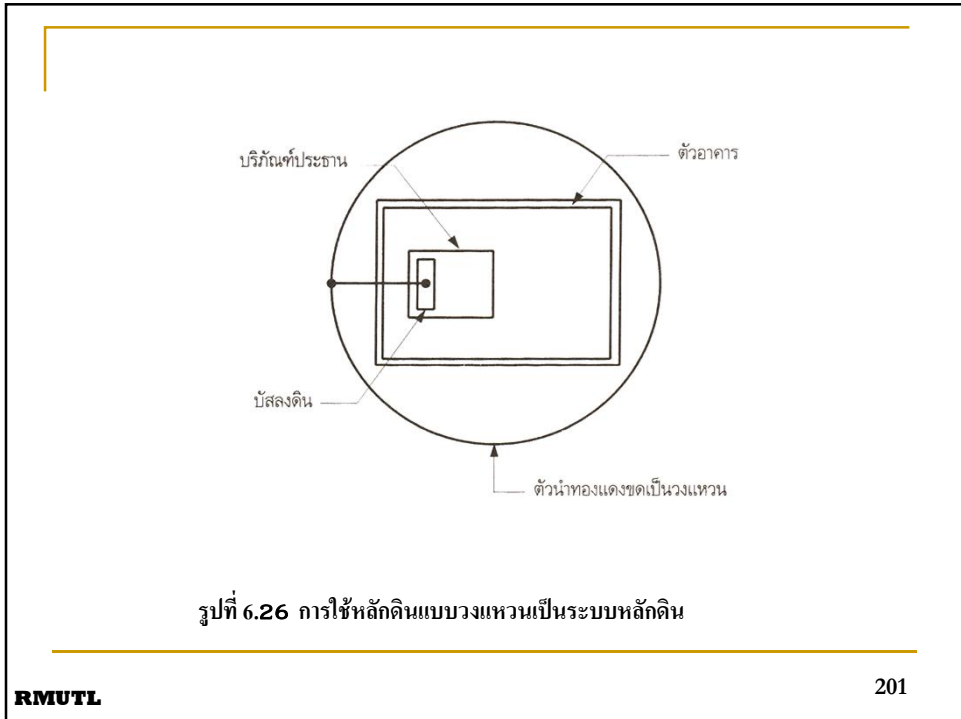 บริภัณฑ์ประธาน
ตัวอาคาร
บัสลงดิน
ตัวนำทองแดงขดเป็นวงแหวน
รูปที่ 6.26 การใช้หลักดินแบบวงแหวนเป็นระบบหลักดิน
RMUTL
201